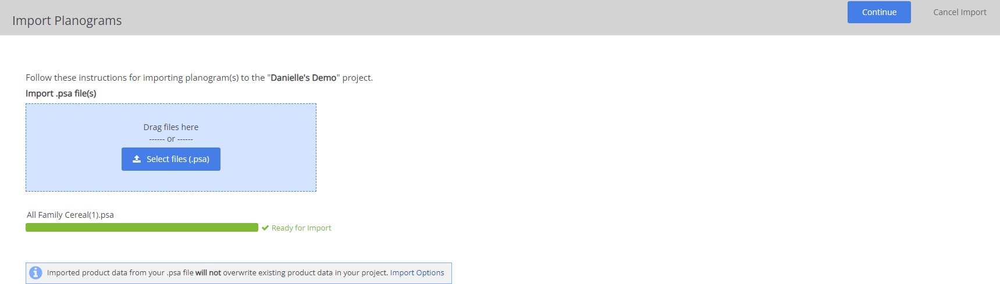 Import Planograms
Continue
Cancel Import
Follow these instructions for importing planogram(s) to the "Danielle's Demo" project.
Import .psa file(s)
Drag files here
------ or ------
Select files (.psa)
All Family Cereal(1).psa
Ready for Import
Imported product data from your .psa file will not overwrite existing product data in your project. Import Options